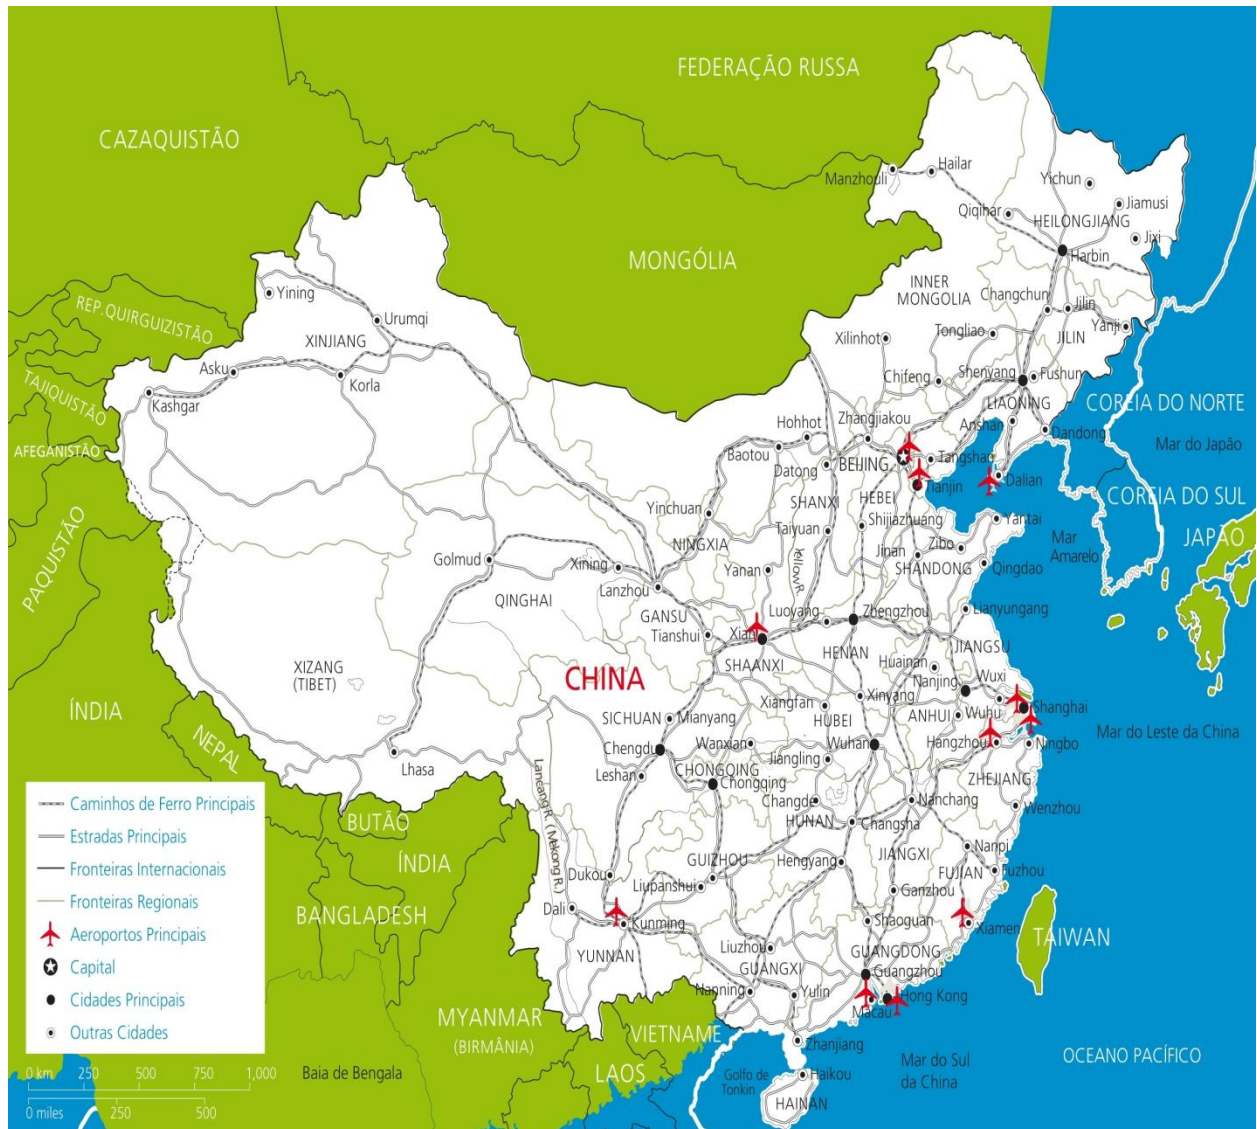 FEDERAÇÃO RUSSA
CAZAQUISTÃO
Manzhouli
Hailar
Yichun
Jiamusi
Qiqihar
HEILONGJIANG
Jixi
Harbin
MONGÓLIA
INNER
MONGOLIA
Changchun
Jilin
Yanji
Yining
REP. QUIRGUIZISTÃO
Urumqi
XINJIANG
Xilinhot
Tongliao
JILIN
Asku
Korla
Kashgar
TAJIQUISTÃO
Chifeng
Shenyang
Fushun
LIAONING
Anshan
COREIA DO NORTE
Hohhot
Zhangjiakou
Dandong
Mar do Japão
AFEGANISTÃO
Baotou
Datong
BEIJING
Tangshao
Tianjin
Dalian
SHANXI
HEBEI
COREIA DO SUL
Yinchuan
Taiyuan
Shijiazhuang
Yantai
JAPÃO
PAQUISTÃO
NINGXIA
Jinan
Zibo
Mar
Amarelo
Golmud
Xining
Yanan
Yellow R.
SHANDONG
Qingdao
Lanzhou
QINGHAI
GANSU
Luoyang
Zhengzhou
Lianyungang
Tianshui
Xian
JIANGSU
XIZANG
(TIBET)
CHINA
SHAANXI
HENAN
Huainan
Nanjing
Wuxi
ÍNDIA
NEPAL
SICHUAN
Mianyang
Xiangfan
Xinyang
HUBEI
ANHUI
Wuhu
Shanghai
Mar do Leste da China
Chengdu
Wanxian
Wuhan
Hangzhou
Ningbo
Lhasa
Leshan
CHONGQING
Chongqing
Jiangling
ZHEJIANG
Lancang R. (Mekong R.)
Changde
Nanchang
Wenzhou
BUTÃO
HUNAN
Changsha
ÍNDIA
GUIZHOU
Hengyang
JIANGXI
Nanpi
FUJIAN
Fuzhou
Dukou
Liupanshui
Ganzhou
BANGLADESH
Dali
Kunming
Shaoguan
Xiamen
TAIWAN
YUNNAN
Liuzhou
GUANGXI
GUANGDONG
Guangzhou
Nanning
Yulin
Macau
Hong Kong
MYANMAR
(BIRMÂNIA)
VIETNAME
Zhanjiang
LAOS
Golfo de
Tonkin
Haikou
HAINAN
Mar do Sul
da China
OCEANO PACÍFICO
Baia de Bengala
Caminhos de Ferro Principais
Estradas Principais
Fronteiras Internacionais
Fronteiras Regionais
Aeroportos Principais
Capital
Cidades Principais
Outras Cidades
0 km 250 500 750 1,000
0 miles 250 500